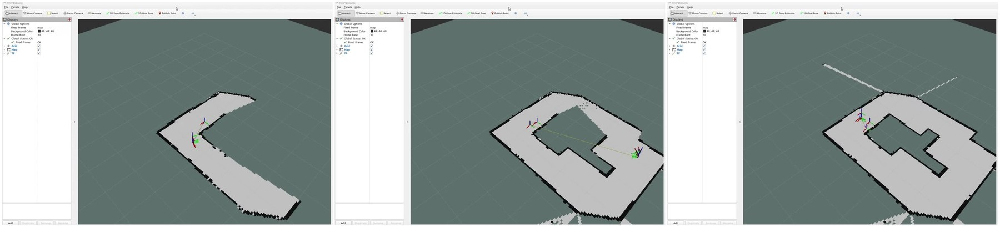 File Panels Help
Interact Move Camera Select Focus Camera Measure 2D Pose Estimate 2D Goal Pose Publish Point
Displays
Global Options
Fixed Frame map
Background Color 48; 48; 48
Frame Rate 30
Global Status: Ok
Fixed Frame OK
Grid
Map
TF
Add Duplicate Remove Rename
File Panels Help
Interact Move Camera Select Focus Camera Measure 2D Pose Estimate 2D Goal Pose Publish Point
Displays
Global Options
Fixed Frame map
Background Color 48; 48; 48
Frame Rate 30
Global Status: Ok
Fixed Frame OK
Grid
Map
TF
Add Duplicate Remove Rename
File Panels Help
Interact Move Camera Select Focus Camera Measure 2D Pose Estimate 2D Goal Pose Publish Point
Displays
Global Options
Fixed Frame map
Background Color 48; 48; 48
Frame Rate 30
Global Status: Ok
Fixed Frame OK
Grid
Map
TF
Add Duplicate Remove Rename